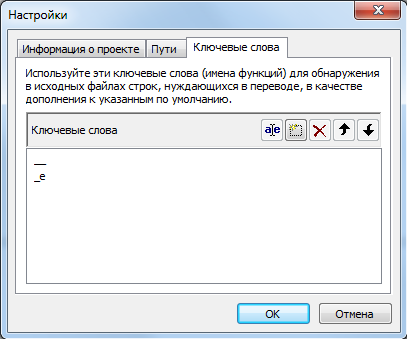 Настройки
Информация о проекте Пути Ключевые слова
Используйте эти ключевые слова (имена функций) для обнаружения
в исходных файлах строк, нуждающихся в переводе, в качестве
дополнения к указанным по умолчанию.
Ключевые слова
__
_e
OK Отмена